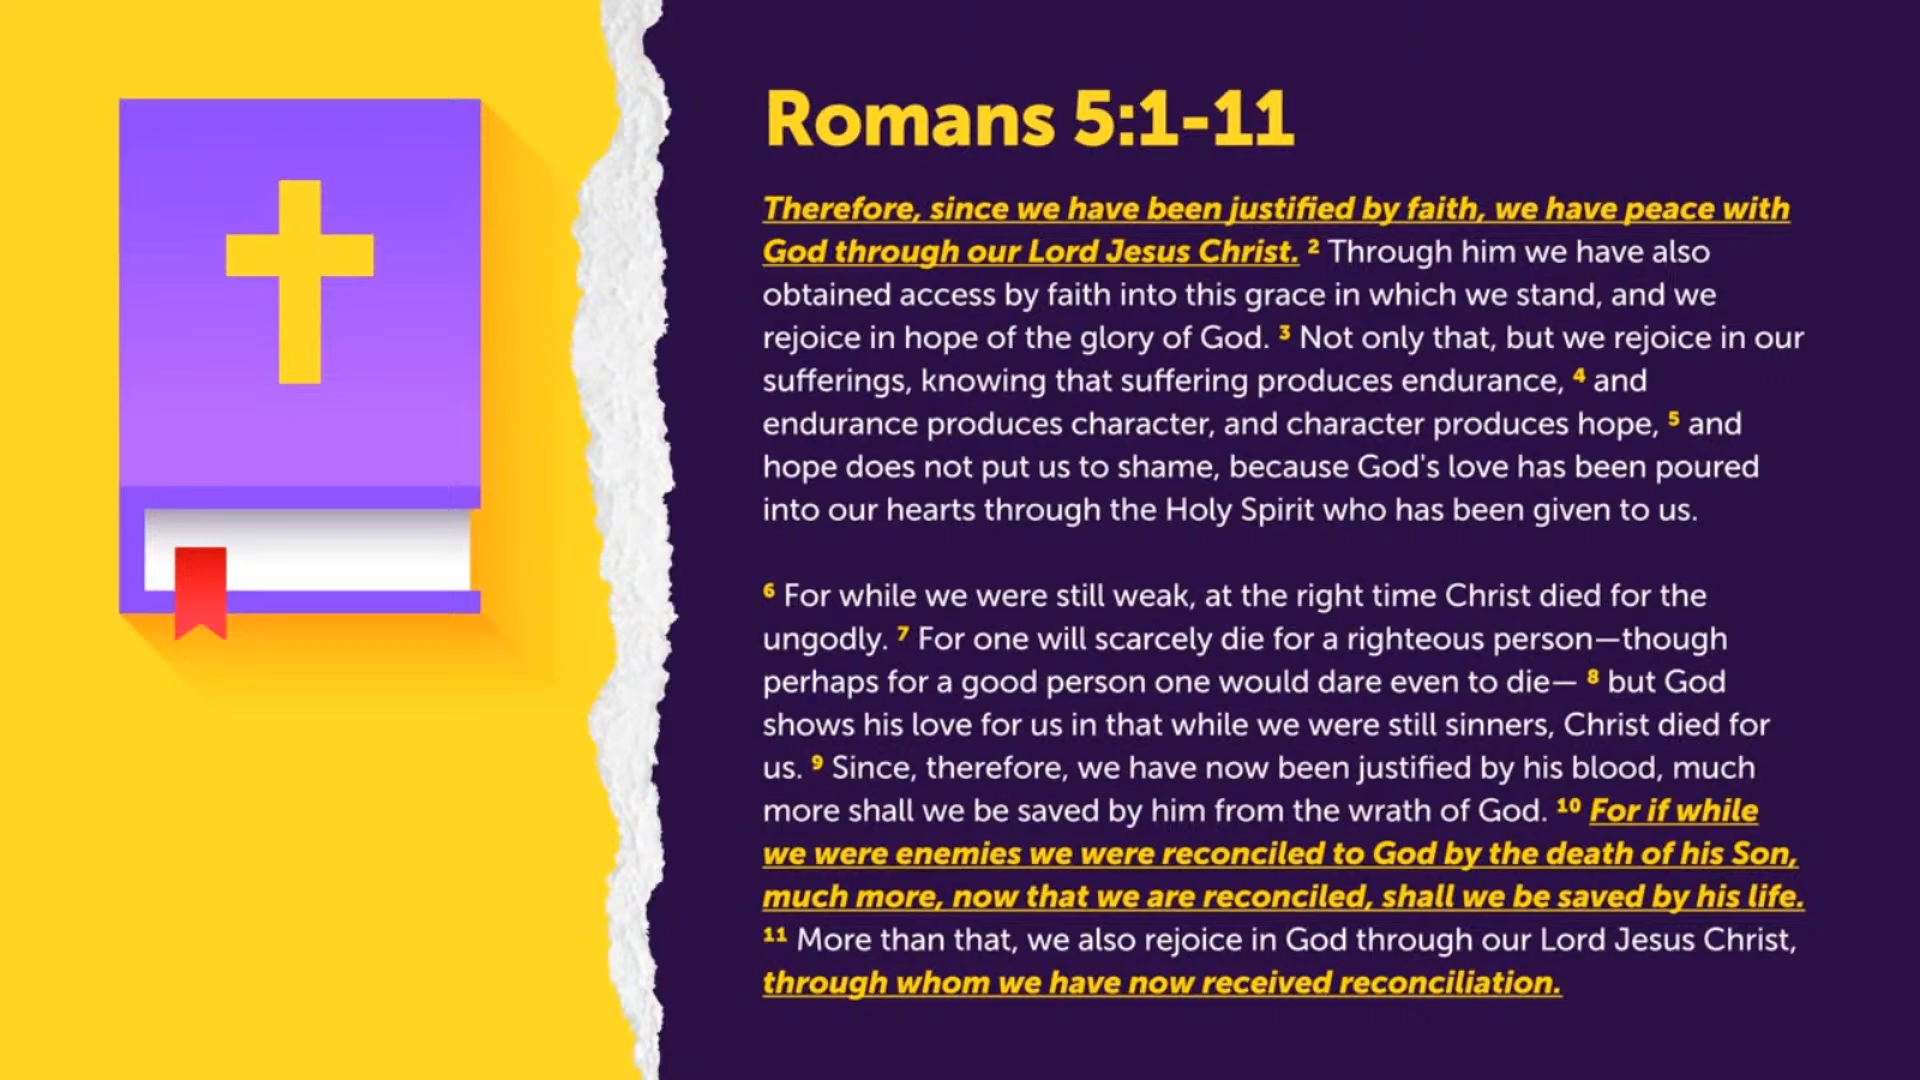 Romans 5:1-11
Therefore, since we have been justified by faith, we have peace with
God through our Lord Jesus Christ. 2 Through him we have also
obtained access by faith into this grace in which we stand, and we
rejoice in hope of the glory of God. 3 Not only that, but we rejoice in our
sufferings, knowing that suffering produces endurance, 4 and
endurance produces character, and character produces hope, 5 and
hope does not put us to shame, because God's love has been poured
into our hearts through the Holy Spirit who has been given to us.
6 For while we were still weak, at the right time Christ died for the
ungodly. 7 For one will scarcely die for a righteous person—though
perhaps for a good person one would dare even to die— 8 but God
shows his love for us in that while we were still sinners, Christ died for
us. 9 Since, therefore, we have now been justified by his blood, much
more shall we be saved by him from the wrath of God. 10 For if while
we were enemies we were reconciled to God by the death of his Son,
much more, now that we are reconciled, shall we be saved by his life.
11 More than that, we also rejoice in God through our Lord Jesus Christ,
through whom we have now received reconciliation.